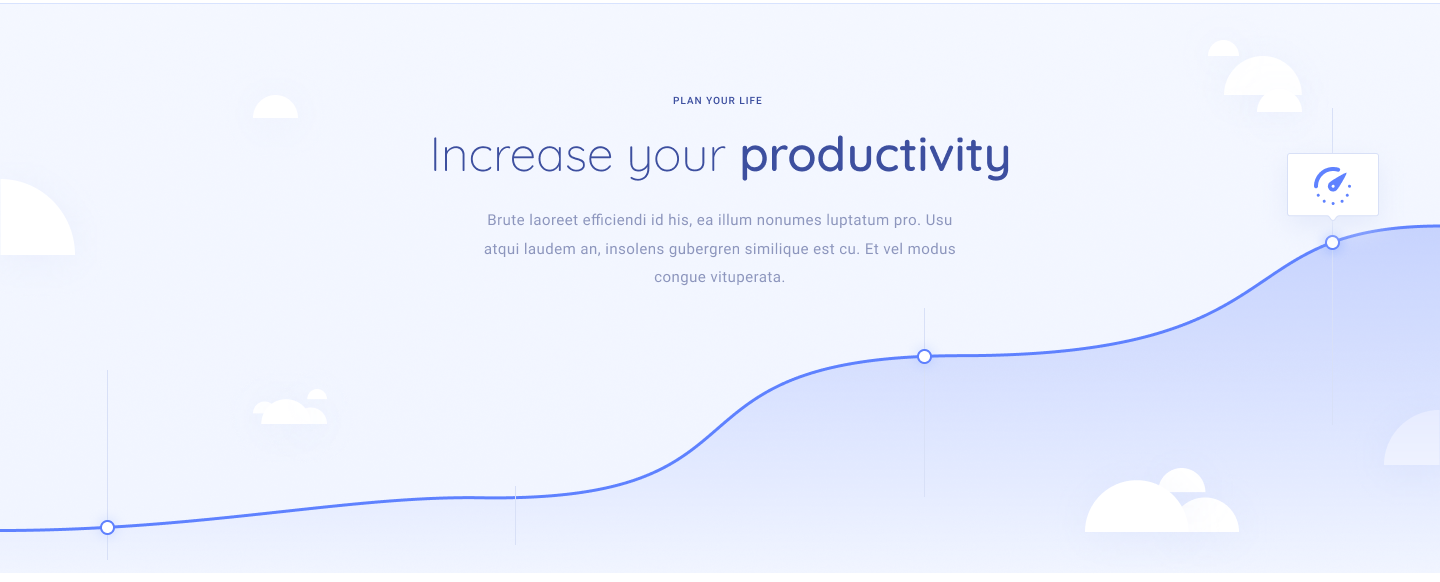 PLAN YOUR LIFE
Increase your productivity
Brute laoreet efficiendi id his, ea illum nonumes luptatum pro. Usu
atqui laudem an, insolens gubergren similique est cu. Et vel modus
congue vituperata.